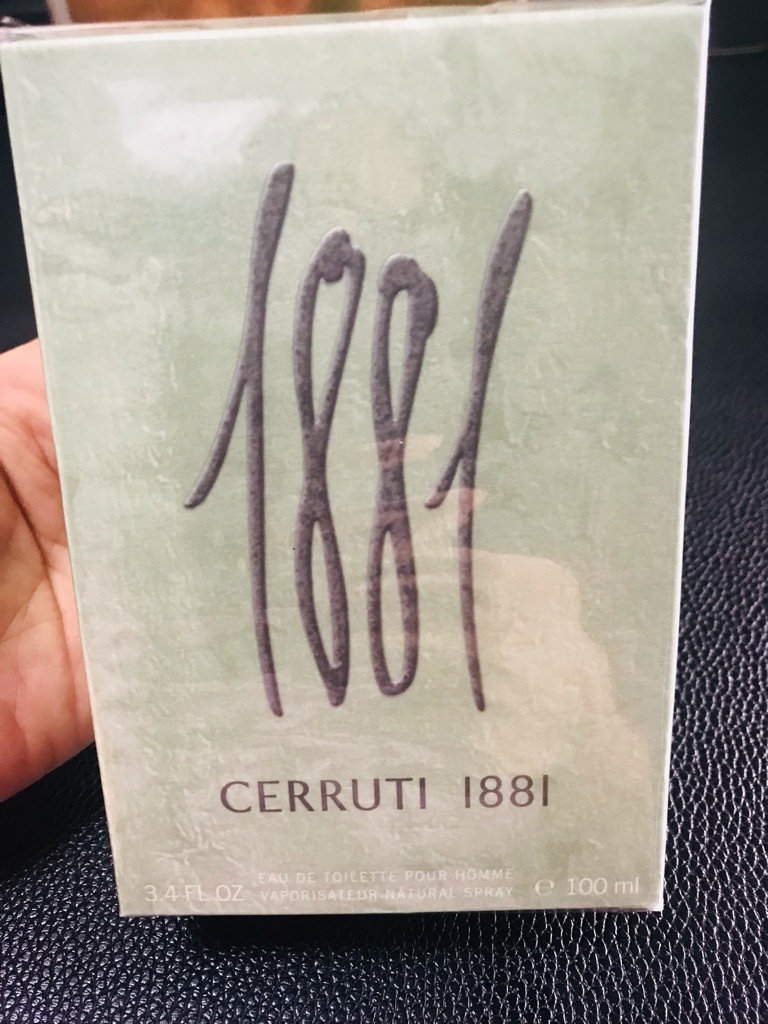 1881
CERRUTI 1881
EAU DE TOILETTE POUR HOMME
3.4 FL OZ VAPORISATEUR NATURAL SPRAY ℮ 100 ml